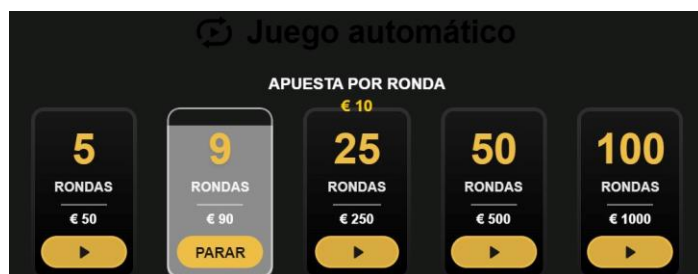 Juego automático
APUESTA POR RONDA
€ 10
5 9 25 50 100
RONDAS RONDAS RONDAS RONDAS RONDAS
€ 50 € 90 € 250 € 500 € 1000
PARAR